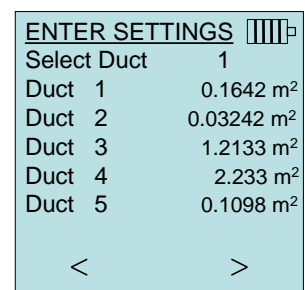 ENTER SETTINGS
Select Duct 1
Duct 1 0.1642 m²
Duct 2 0.03242 m²
Duct 3 1.2133 m²
Duct 4 2.233 m²
Duct 5 0.1098 m²
< >